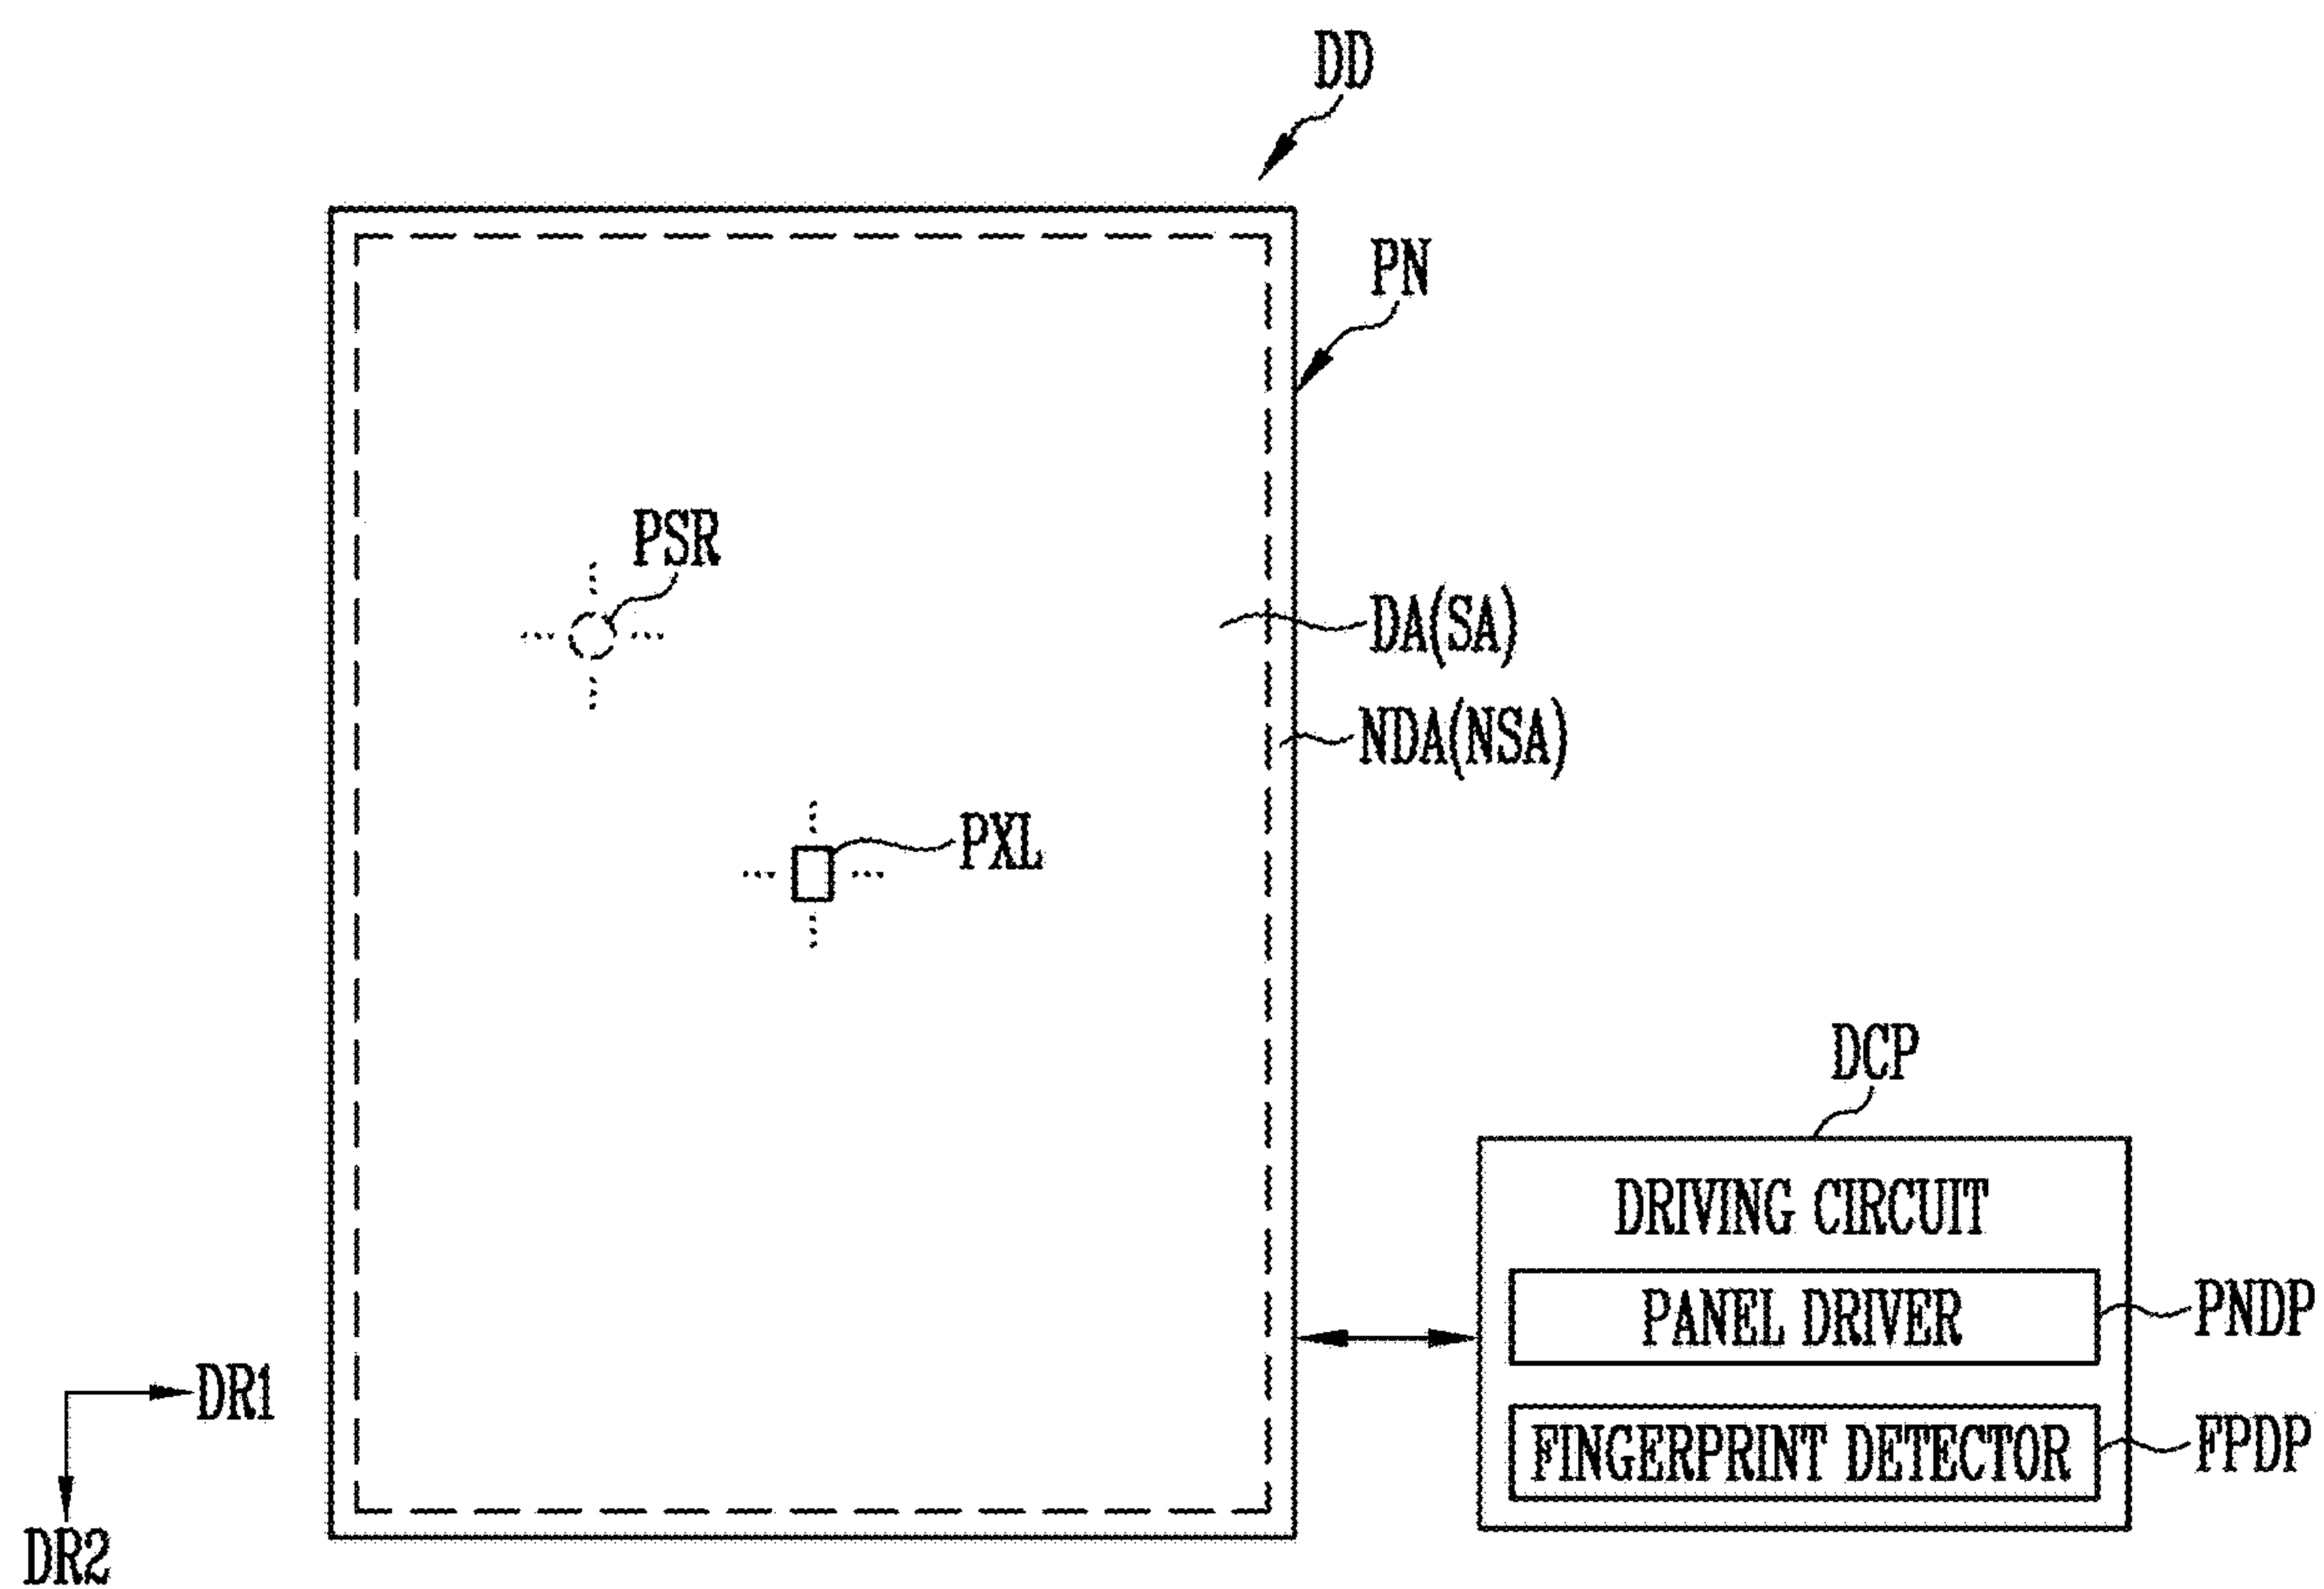 DD
PN
PSR
DA(SA)
NDA(NSA)
PXL
DCP
DRIVING CIRCUIT
PANEL DRIVER
PNDP
FINGERPRINT DETECTOR
FPDP
DR1
DR2